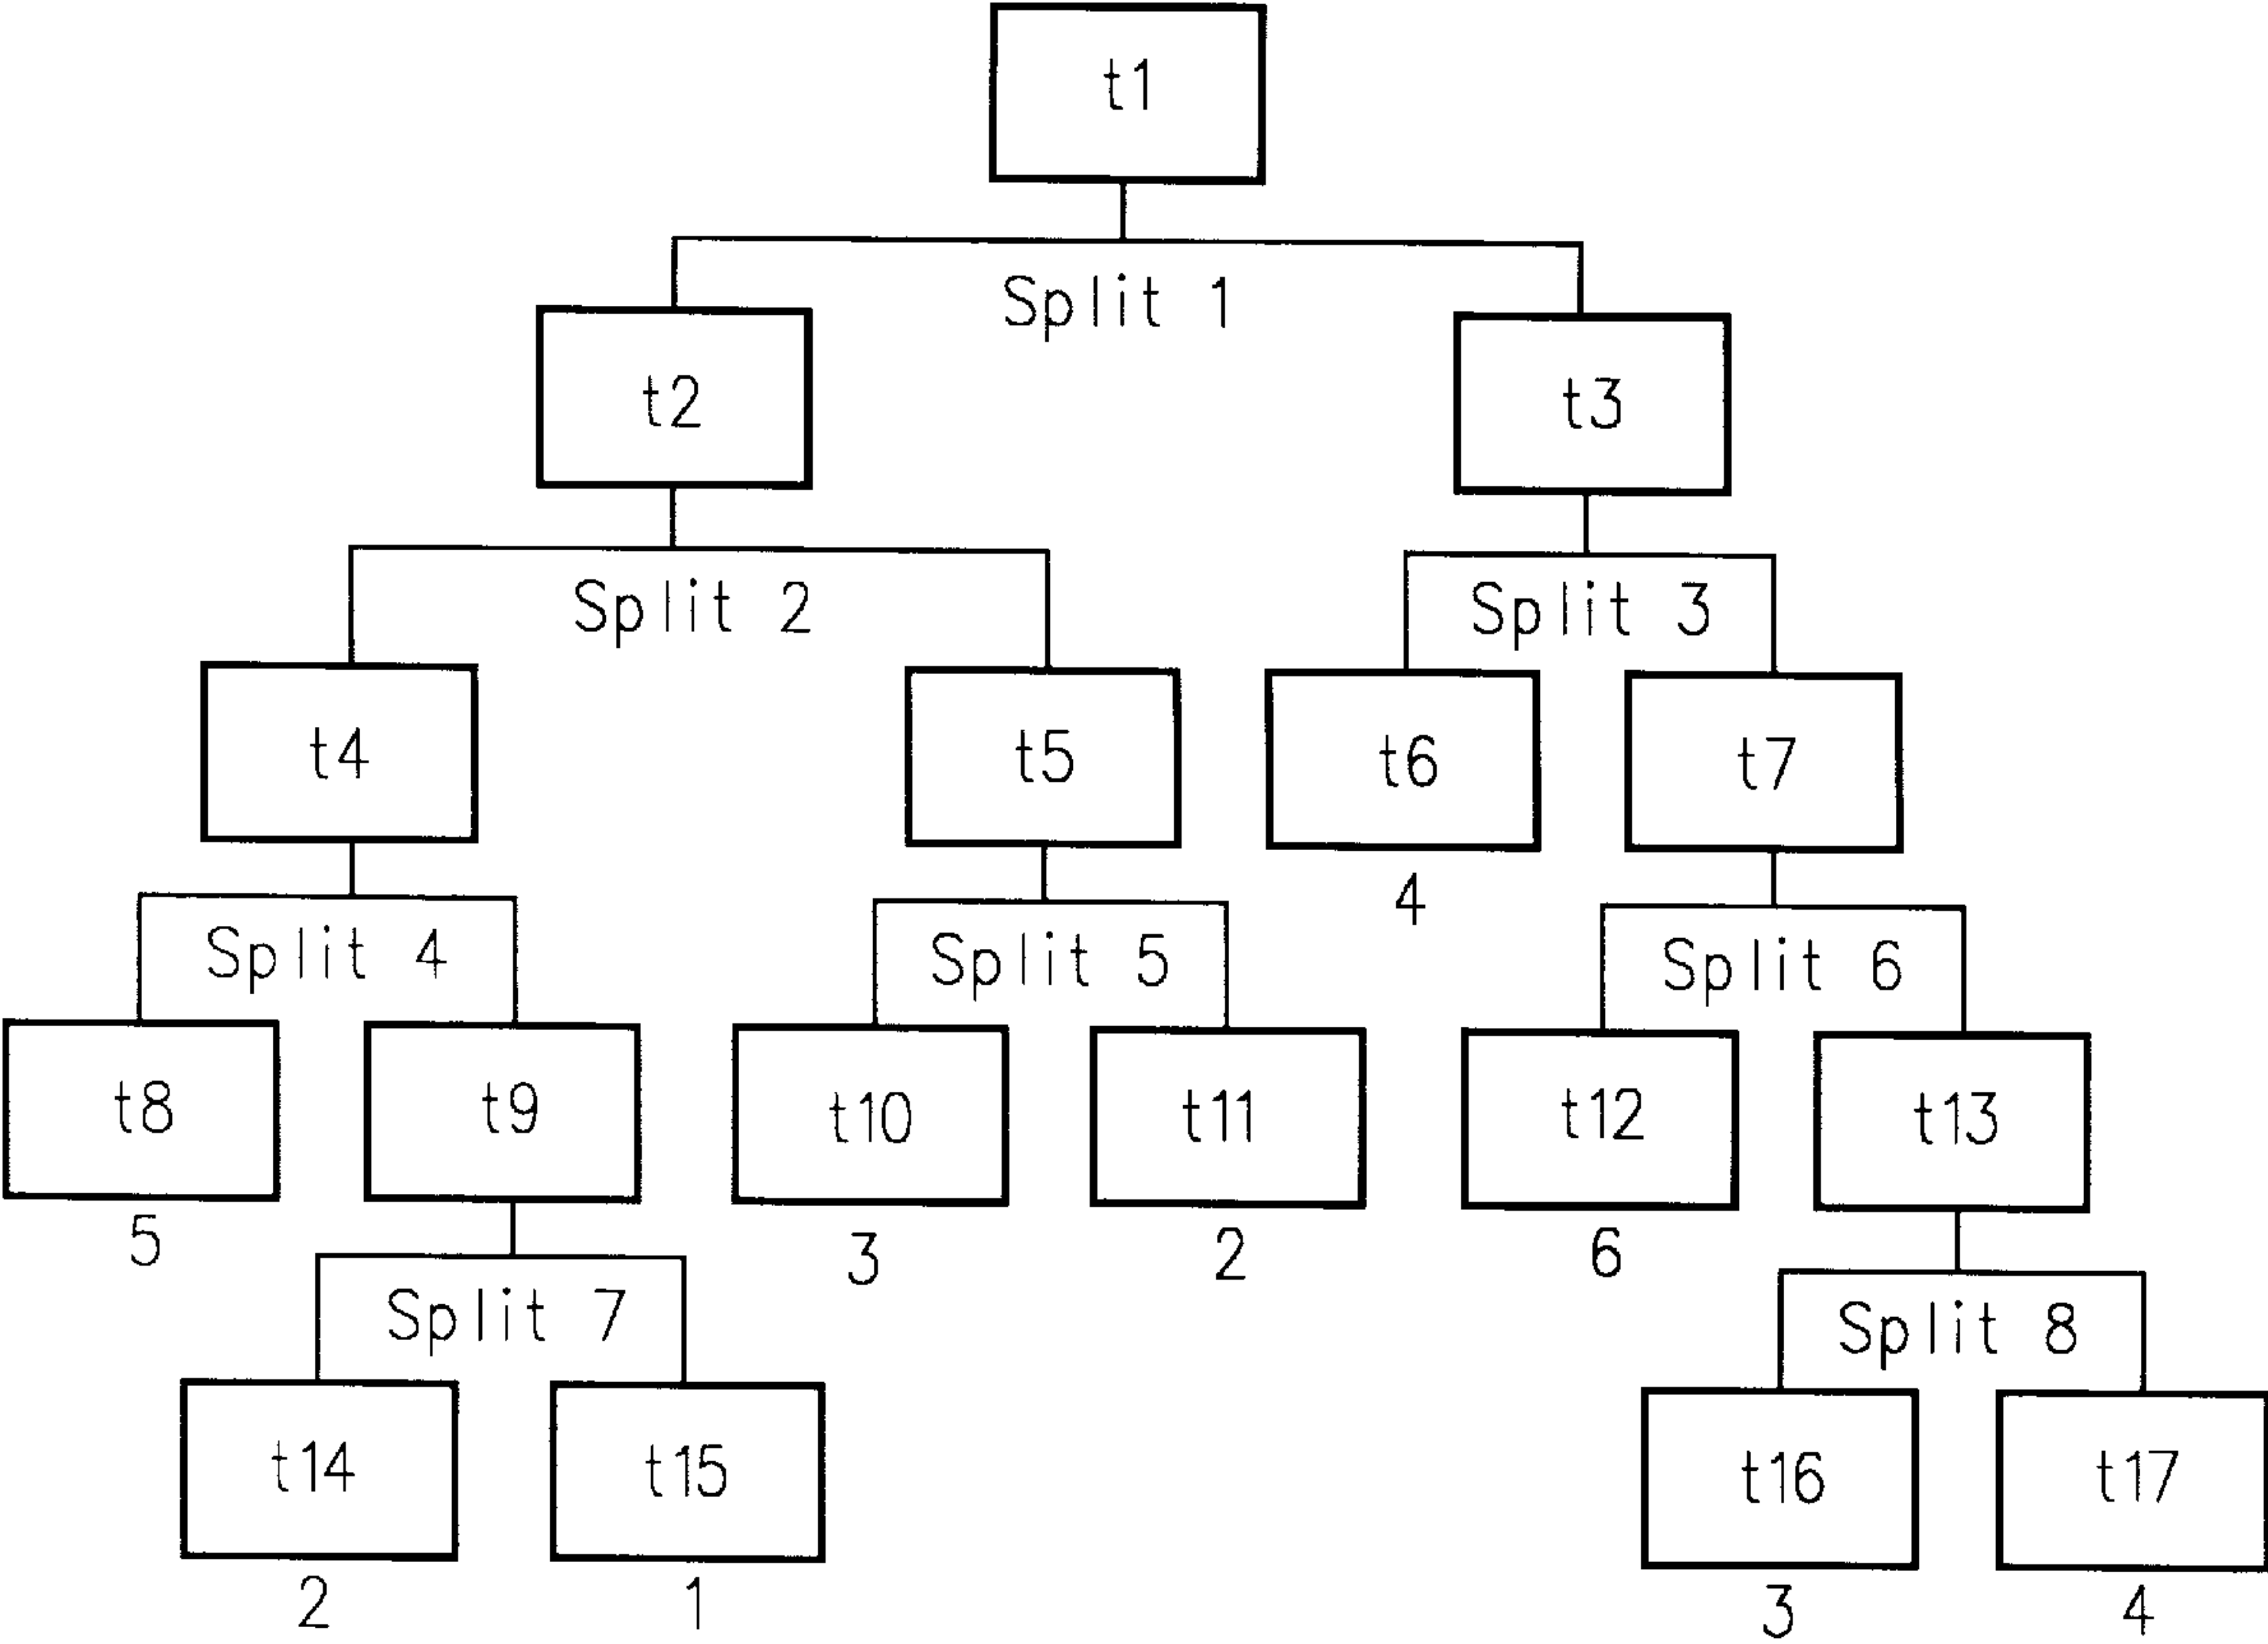 t1
Split 1
t2
t3
Split 2
Split 3
t4
t5
t6
t7
4
Split 4
Split 5
Split 6
t8
t9
t10
t11
t12
t13
5
3
2
6
Split 7
Split 8
t14
t15
t16
t17
2
1
3
4